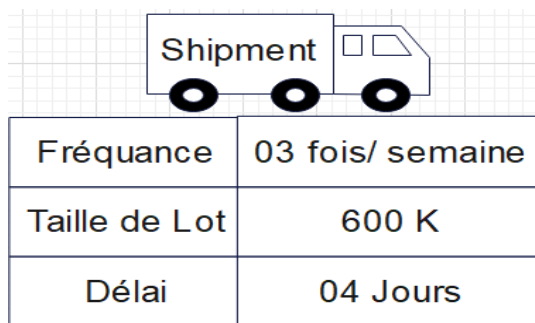 Shipment
Fréquance 03 fois/ semaine
Taille de Lot 600 K
Délai 04 Jours